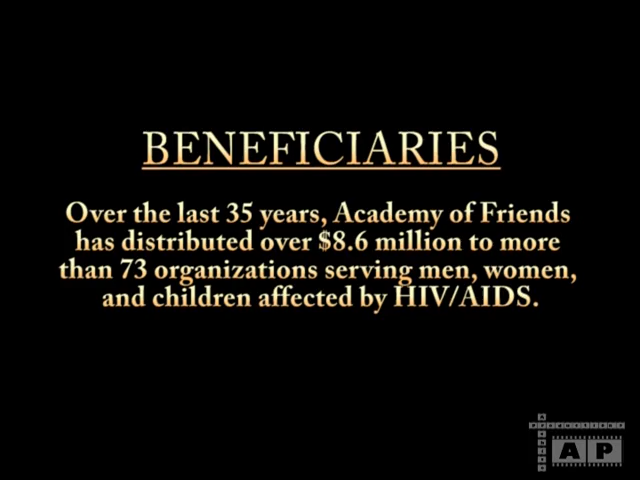 BENEFICIARIES
Over the last 35 years, Academy of Friends
has distributed over $8.6 million to more
than 73 organizations serving men, women,
and children affected by HIV/AIDS.
AP